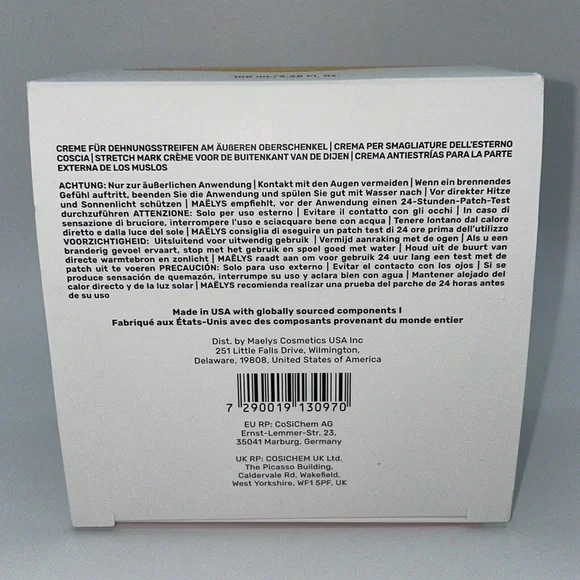 CREME FÜR DEHNUNGSSTREIFEN AM ÄUßEREN OBERSCHENKEL | CREMA PER SMAGLIATURE DELL'ESTERNO
COSCIA | STRETCH MARK CRÈME VOOR DE BUITENKANT VAN DE DIJEN | CREMA ANTIESTRÍAS PARA LA PARTE
EXTERNA DE LOS MUSLOS
ACHTUNG: Nur zur äußerlichen Anwendung | Kontakt mit den Augen vermeiden | Wenn ein brennendes
Gefühl auftritt, beenden Sie die Anwendung und spülen Sie gut mit Wasser nach | Vor direkter Hitze
und Sonnenlicht schützen | MAËLYS empfiehlt, vor der Anwendung einen 24-Stunden-Patch-Test
durchzuführen ATTENZIONE: Solo per uso esterno | Evitare il contatto con gli occhi | In caso di
sensazione di bruciore, interrompere l'uso e sciacquare bene con acqua | Tenere lontano dal calore
diretto e dalla luce del sole | MAËLYS consiglia di eseguire un patch test di 24 ore prima dell'utilizzo
VOORZICHTIGHEID: Uitsluitend voor uitwendig gebruik | Vermijd aanraking met de ogen | Als u een
branderig gevoel ervaart, stop met het gebruik en spoel goed met water | Houd uit de buurt van
directe warmtebron en zonlicht | MAËLYS raadt aan om voor gebruik 24 uur lang een test met de
patch uit te voeren PRECAUCIÓN: Solo para uso externo | Evitar el contacto con los ojos | Si se
produce sensación de quemazón, interrumpe su uso y aclara bien con agua | Mantener alejado del
calor directo y de la luz solar | MAËLYS recomienda realizar una prueba del parche de 24 horas antes
de su uso
Made in USA with globally sourced components I
Fabriqué aux États-Unis avec des composants provenant du monde entier
Dist. by Maelys Cosmetics USA Inc
251 Little Falls Drive, Wilmington,
Delaware, 19808, United States of America
7 290019 130970
EU RP: CoSiChem AG
Ernst-Lemmer-Str. 23,
35041 Marburg, Germany
UK RP: COSICHEM UK Ltd.
The Picasso Building,
Caldervale Rd. Wakefield,
West Yorkshire, WF1 5PF, UK